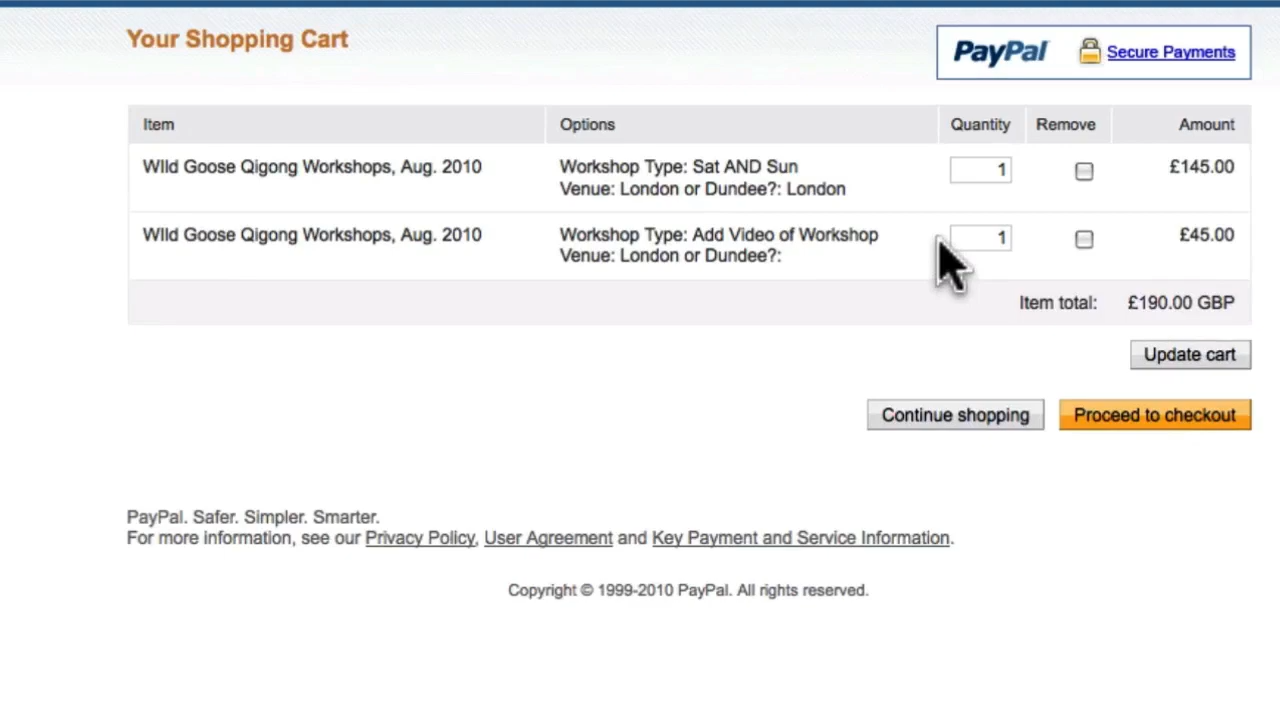 Your Shopping Cart
PayPal Secure Payments
Item Options Quantity Remove Amount
WIld Goose Qigong Workshops, Aug. 2010 Workshop Type: Sat AND Sun 1 £145.00
Venue: London or Dundee?: London
WIld Goose Qigong Workshops, Aug. 2010 Workshop Type: Add Video of Workshop 1 £45.00
Venue: London or Dundee?:
Item total: £190.00 GBP
Update cart
Continue shopping Proceed to checkout
PayPal. Safer. Simpler. Smarter.
For more information, see our Privacy Policy, User Agreement and Key Payment and Service Information.
Copyright © 1999-2010 PayPal. All rights reserved.